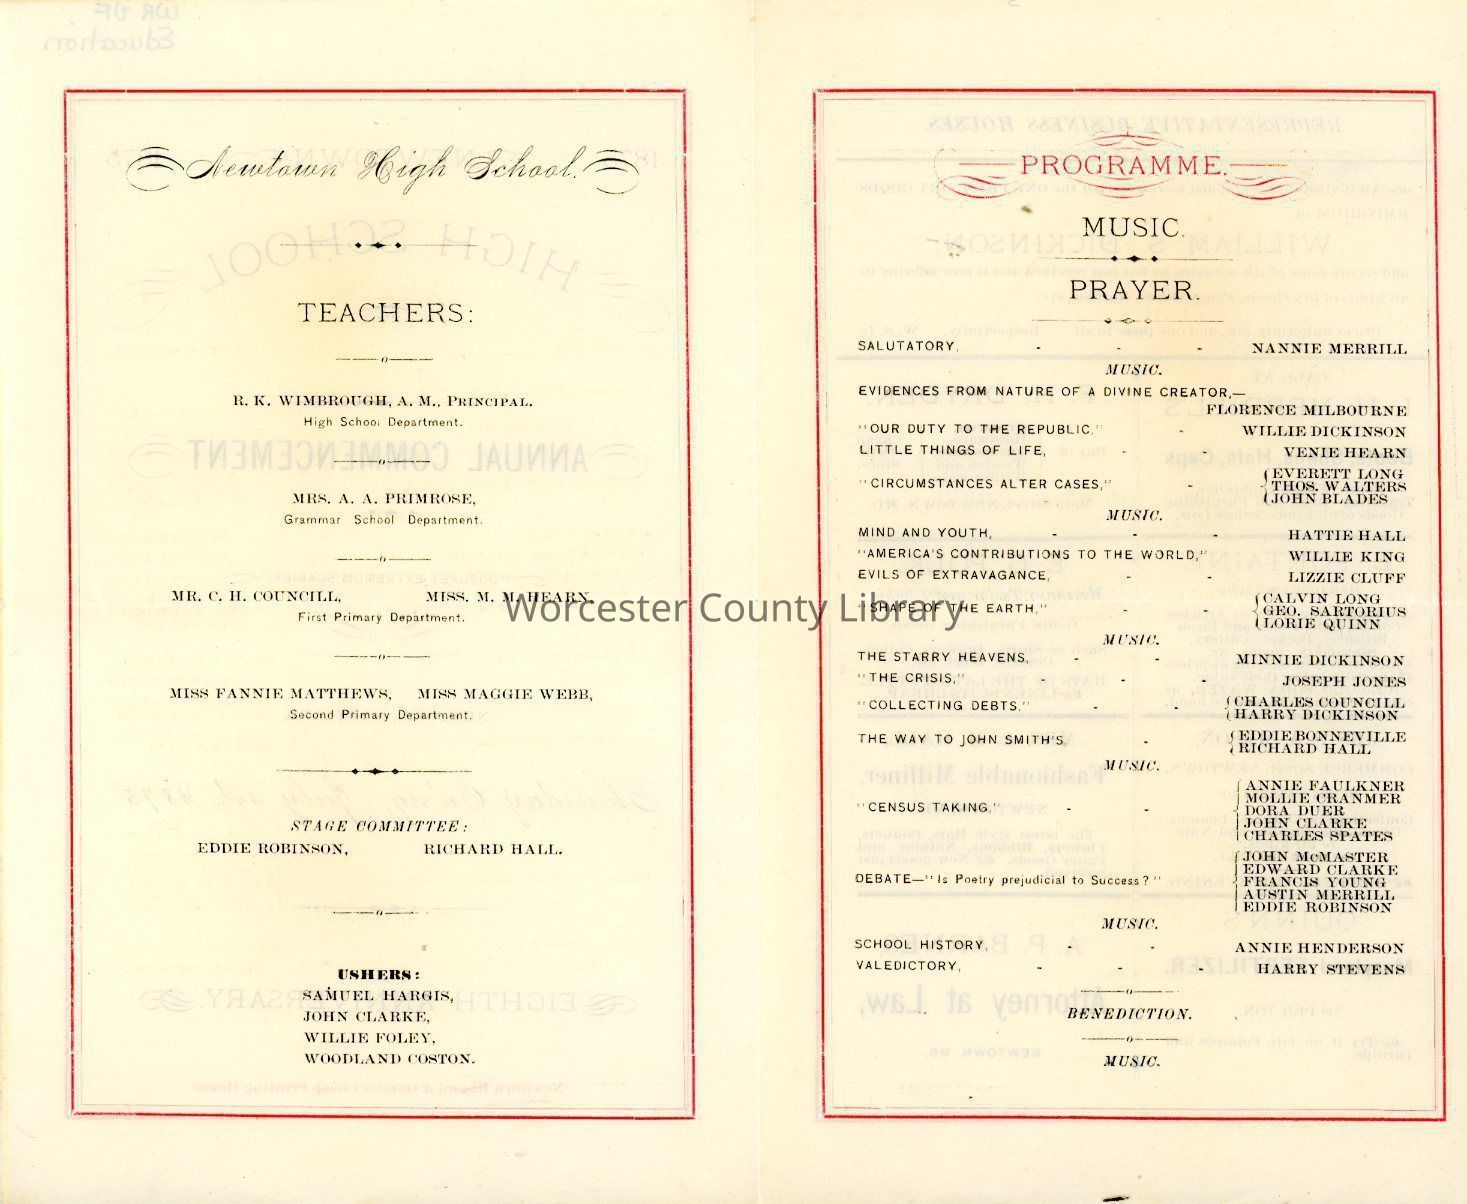 Newtown High School.
TEACHERS:
R. K. WIMBROUGH, A. M., PRINCIPAL.
High School Department.
MRS. A. A. PRIMROSE,
Grammar School Department.
MR. C. H. COUNCILL, MISS. M. M. HEARN.
First Primary Department.
MISS FANNIE MATTHEWS, MISS MAGGIE WEBB,
Second Primary Department.
STAGE COMMITTEE:
EDDIE ROBINSON, RICHARD HALL.
USHERS:
SAMUEL HARGIS,
JOHN CLARKE,
WILLIE FOLEY,
WOODLAND COSTON.
Worcester County Library
PROGRAMME.
MUSIC.
PRAYER.
SALUTATORY, - - - NANNIE MERRILL
MUSIC.
EVIDENCES FROM NATURE OF A DIVINE CREATOR,—
FLORENCE MILBOURNE
"OUR DUTY TO THE REPUBLIC," - WILLIE DICKINSON
LITTLE THINGS OF LIFE, - - VENIE HEARN
"CIRCUMSTANCES ALTER CASES," - { EVERETT LONG
THOS. WALTERS
JOHN BLADES
MUSIC.
MIND AND YOUTH, - - - HATTIE HALL
"AMERICA'S CONTRIBUTIONS TO THE WORLD," WILLIE KING
EVILS OF EXTRAVAGANCE, - - LIZZIE CLUFF
"SHAPE OF THE EARTH," - - { CALVIN LONG
GEO. SARTORIUS
LORIE QUINN
MUSIC.
THE STARRY HEAVENS, - - MINNIE DICKINSON
"THE CRISIS," - - - JOSEPH JONES
"COLLECTING DEBTS," - - { CHARLES COUNCILL
HARRY DICKINSON
THE WAY TO JOHN SMITH'S, - { EDDIE BONNEVILLE
RICHARD HALL
MUSIC.
"CENSUS TAKING," - - { ANNIE FAULKNER
MOLLIE CRANMER
DORA DUER
JOHN CLARKE
CHARLES SPATES
DEBATE—"Is Poetry prejudicial to Success?" { JOHN McMASTER
EDWARD CLARKE
FRANCIS YOUNG
AUSTIN MERRILL
EDDIE ROBINSON
MUSIC.
SCHOOL HISTORY, - - ANNIE HENDERSON
VALEDICTORY, - - - HARRY STEVENS
BENEDICTION.
MUSIC.